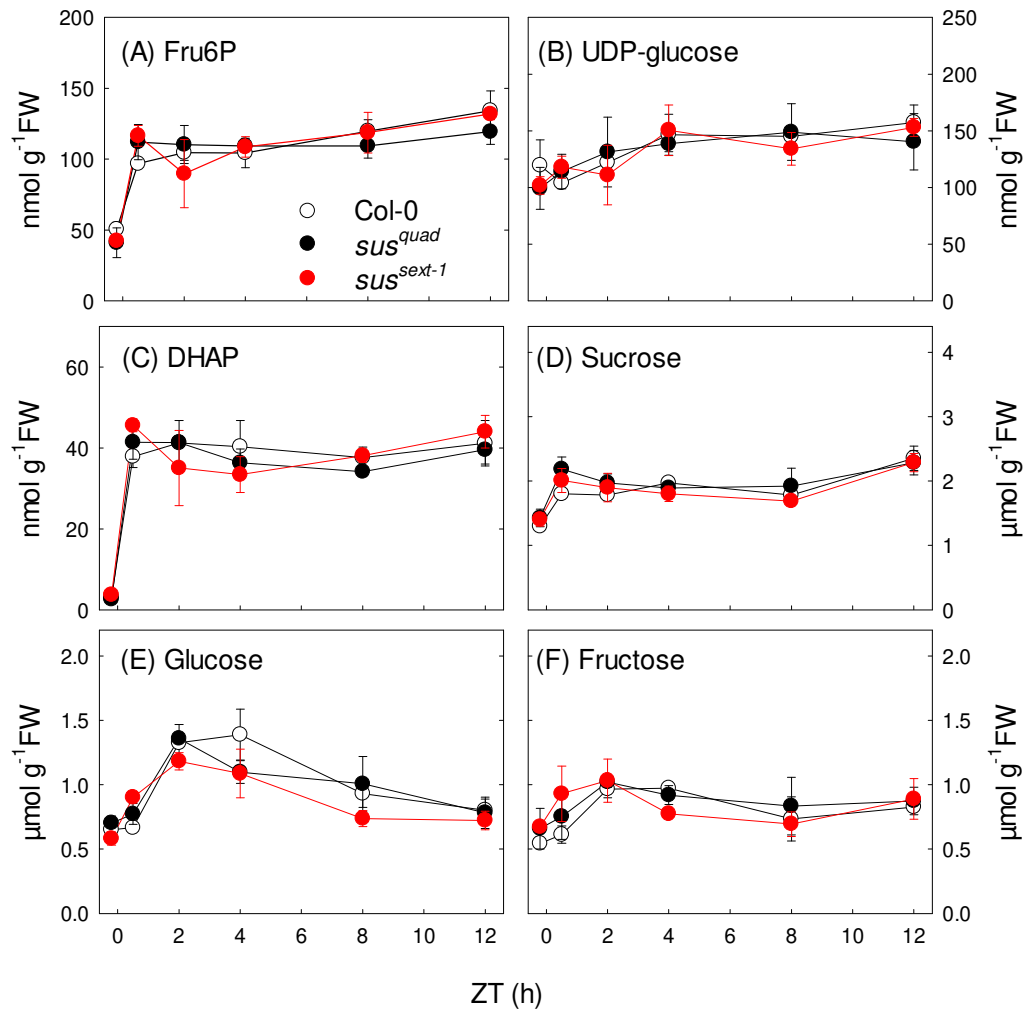 200
(A) Fru6P
150
100
50
0
nmol g⁻¹FW
Col-0
sus^quad
sus^sext-1
(B) UDP-glucose
250
200
150
100
50
0
nmol g⁻¹FW
(C) DHAP
60
40
20
0
nmol g⁻¹FW
(D) Sucrose
4
3
2
1
0
µmol g⁻¹FW
(E) Glucose
2.0
1.5
1.0
0.5
0.0
µmol g⁻¹FW
0 2 4 6 8 10 12
(F) Fructose
2.0
1.5
1.0
0.5
0.0
µmol g⁻¹FW
0 2 4 6 8 10 12
ZT (h)